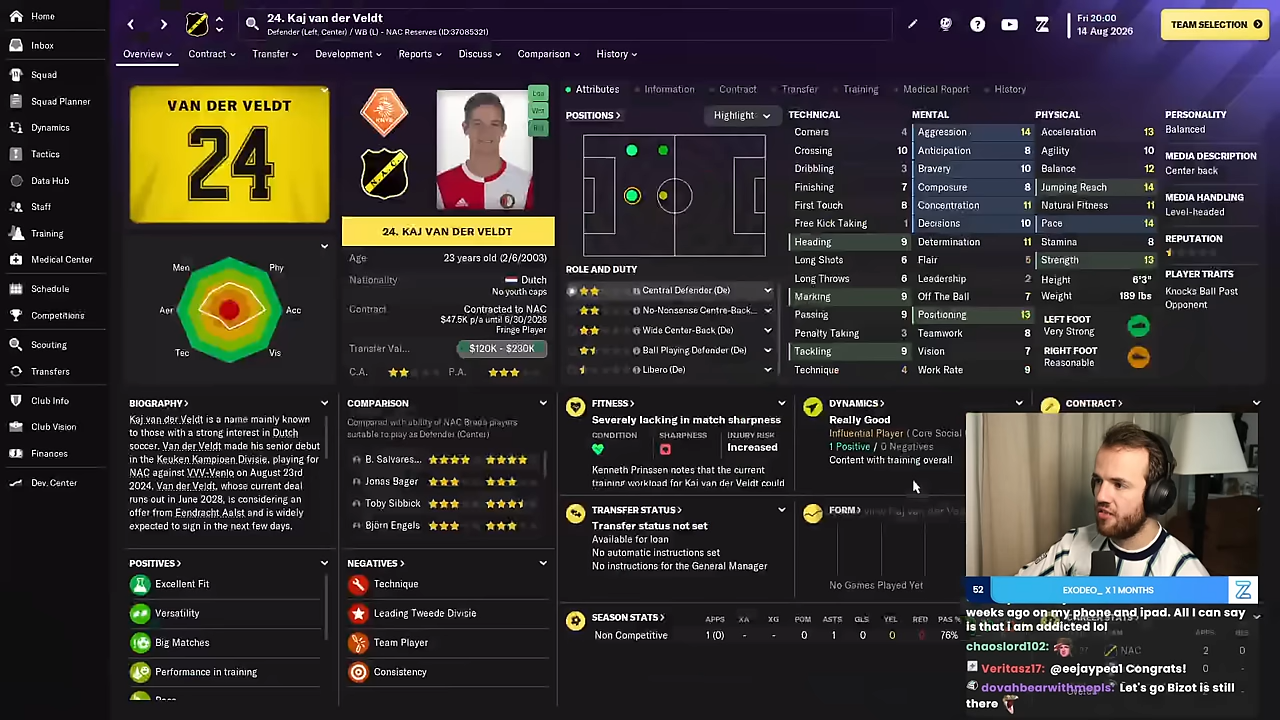 Home
Inbox
Squad
Squad Planner
Dynamics
Tactics
Data Hub
Staff
Training
Medical Center
Schedule
Competitions
Scouting
Transfers
Club Info
Club Vision
Finances
Dev. Center
24. Kaj van der Veldt
Defender (Left, Center) / WB (L) - NAC Reserves (ID:37085321)
Fri 20:00
14 Aug 2026
TEAM SELECTION
Overview
Contract
Transfer
Development
Reports
Discuss
Comparison
History
VAN DER VELDT
24
Men
Phy
Aer
Acc
Tec
Vis
24. KAJ VAN DER VELDT
Age
23 years old (2/6/2003)
Nationality
Dutch
No youth caps
Contract
Contracted to NAC
$47.5K p/a until 6/30/2028
Fringe Player
Transfer Val...
$120K - $230K
C.A.
P.A.
Attributes
Information
Contract
Transfer
Training
Medical Report
History
POSITIONS
Highlight
ROLE AND DUTY
Central Defender (De)
No-Nonsense Centre-Back...
Wide Center-Back (De)
Ball Playing Defender (De)
Libero (De)
TECHNICAL
Corners 4
Crossing 10
Dribbling 3
Finishing 7
First Touch 8
Free Kick Taking 1
Heading 9
Long Shots 6
Long Throws 6
Marking 9
Passing 9
Penalty Taking 3
Tackling 9
Technique 4
MENTAL
Aggression 14
Anticipation 8
Bravery 10
Composure 8
Concentration 11
Decisions 10
Determination 11
Flair 5
Leadership 2
Off The Ball 7
Positioning 13
Teamwork 8
Vision 7
Work Rate 9
PHYSICAL
Acceleration 13
Agility 10
Balance 12
Jumping Reach 14
Natural Fitness 11
Pace 14
Stamina 8
Strength 13
Height 6'3"
Weight 189 lbs
LEFT FOOT
Very Strong
RIGHT FOOT
Reasonable
PERSONALITY
Balanced
MEDIA DESCRIPTION
Center back
MEDIA HANDLING
Level-headed
REPUTATION
PLAYER TRAITS
Knocks Ball Past
Opponent
BIOGRAPHY
Kaj van der Veldt is a name mainly known
to those with a strong interest in Dutch
soccer. Van der Veldt made his senior debut
in the Keuken Kampioen Divisie, playing for
NAC against VVV-Venlo on August 23rd
2024. Van der Veldt, whose current deal
runs out in June 2028, is considering an
offer from Eendracht Aalst and is widely
expected to sign in the next few days.
COMPARISON
Compared with ability of NAC Breda players
suitable to play as Defender (Center)
B. Salvares...
Jonas Bager
Toby Sibbick
Björn Engels
FITNESS
Severely lacking in match sharpness
CONDITION
SHARPNESS
INJURY RISK
Increased
Kenneth Prinssen notes that the current
training workload for Kaj van der Veldt could
DYNAMICS
Really Good
Influential Player ( Core Social
1 Positive / 0 Negatives
Content with training overall
CONTRACT
TRANSFER STATUS
Transfer status not set
Available for loan
No automatic instructions set
No instructions for the General Manager
FORM
No Games Played Yet
POSITIVES
Excellent Fit
Versatility
Big Matches
Performance in training
Pace
NEGATIVES
Technique
Leading Tweede Divisie
Team Player
Consistency
SEASON STATS
APPS XA XG POM ASTS GLS YEL RED PAS %
Non Competitive 1(0) - - 0 1 0 0 0 76%
52
EXODEO_ X 1 MONTHS
weeks ago on my phone and ipad. All I can say
is that i am addicted lol
chaoslord102:
NAC 2 0
Veritasz17: @eejaypeal Congrats!
dovahbearwithmepls: Let's go Bizot is still
there